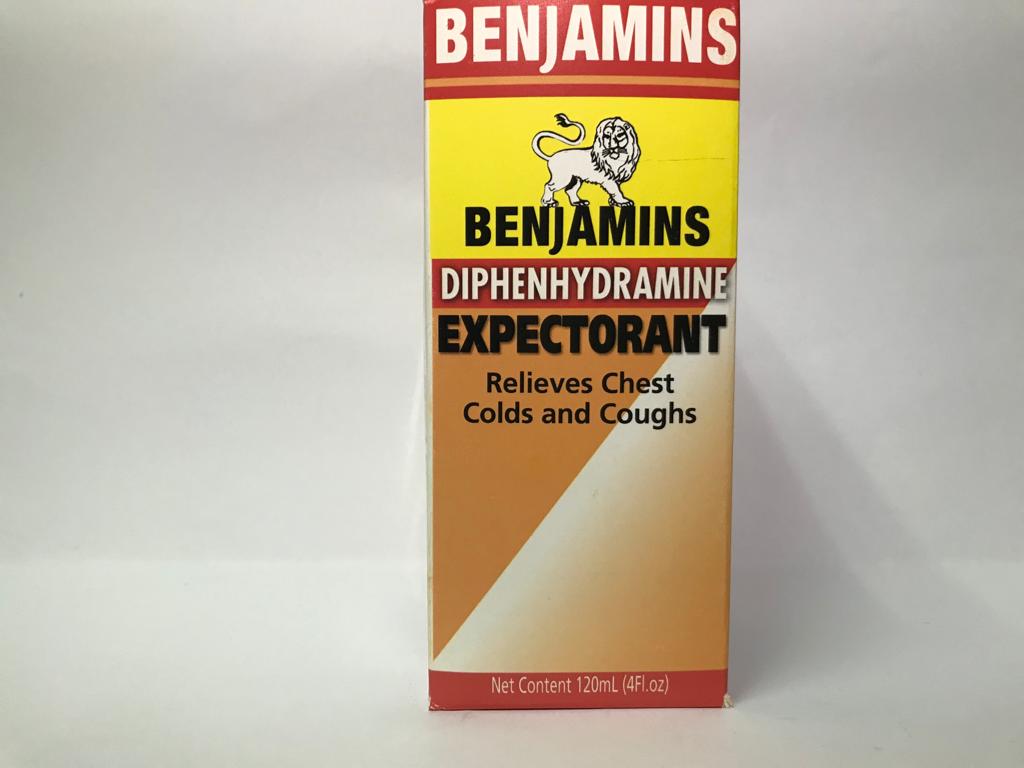 BENJAMINS
BENJAMINS
DIPHENHYDRAMINE
EXPECTORANT
Relieves Chest
Colds and Coughs
Net Content 120mL (4Fl.oz)